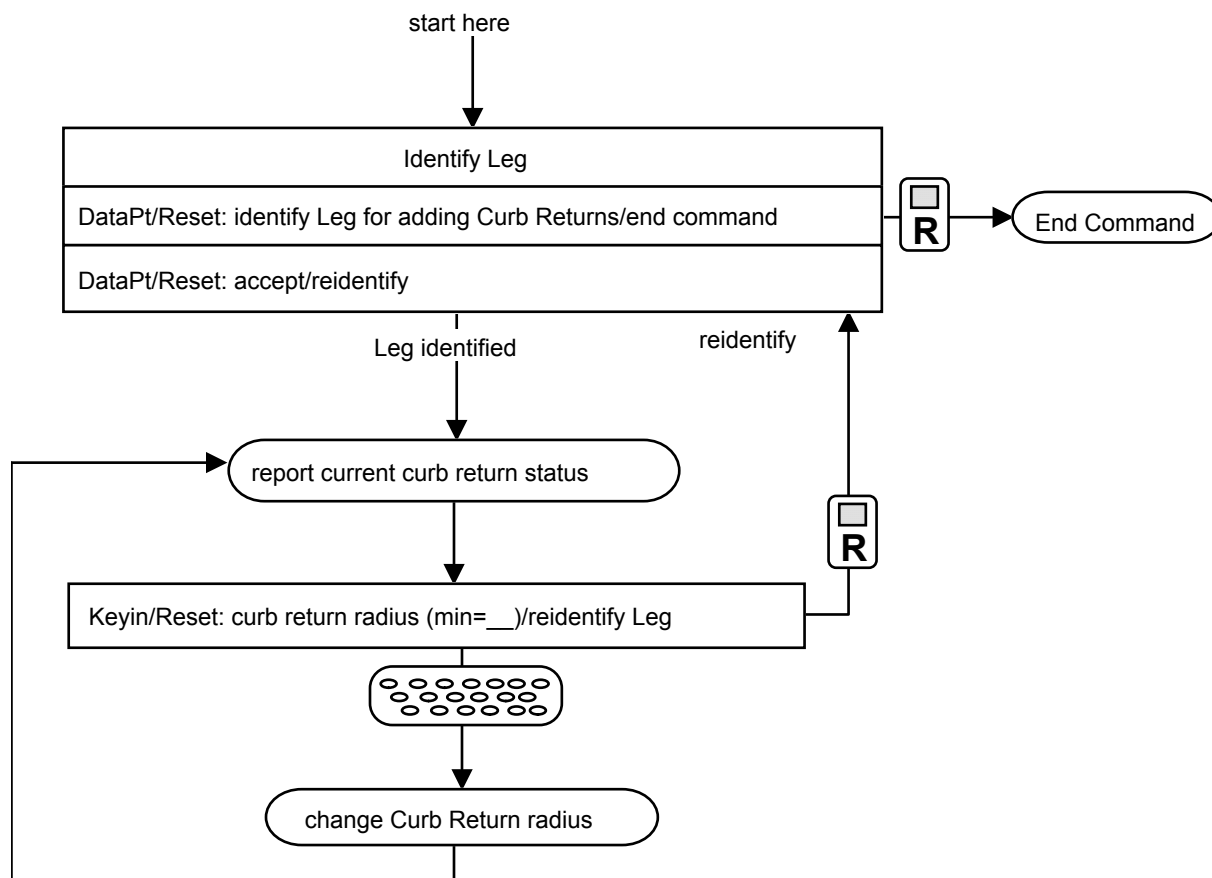 start here
Identify Leg
DataPt/Reset: identify Leg for adding Curb Returns/end command
R
End Command
DataPt/Reset: accept/reidentify
Leg identified
reidentify
report current curb return status
R
Keyin/Reset: curb return radius (min=__)/reidentify Leg
change Curb Return radius